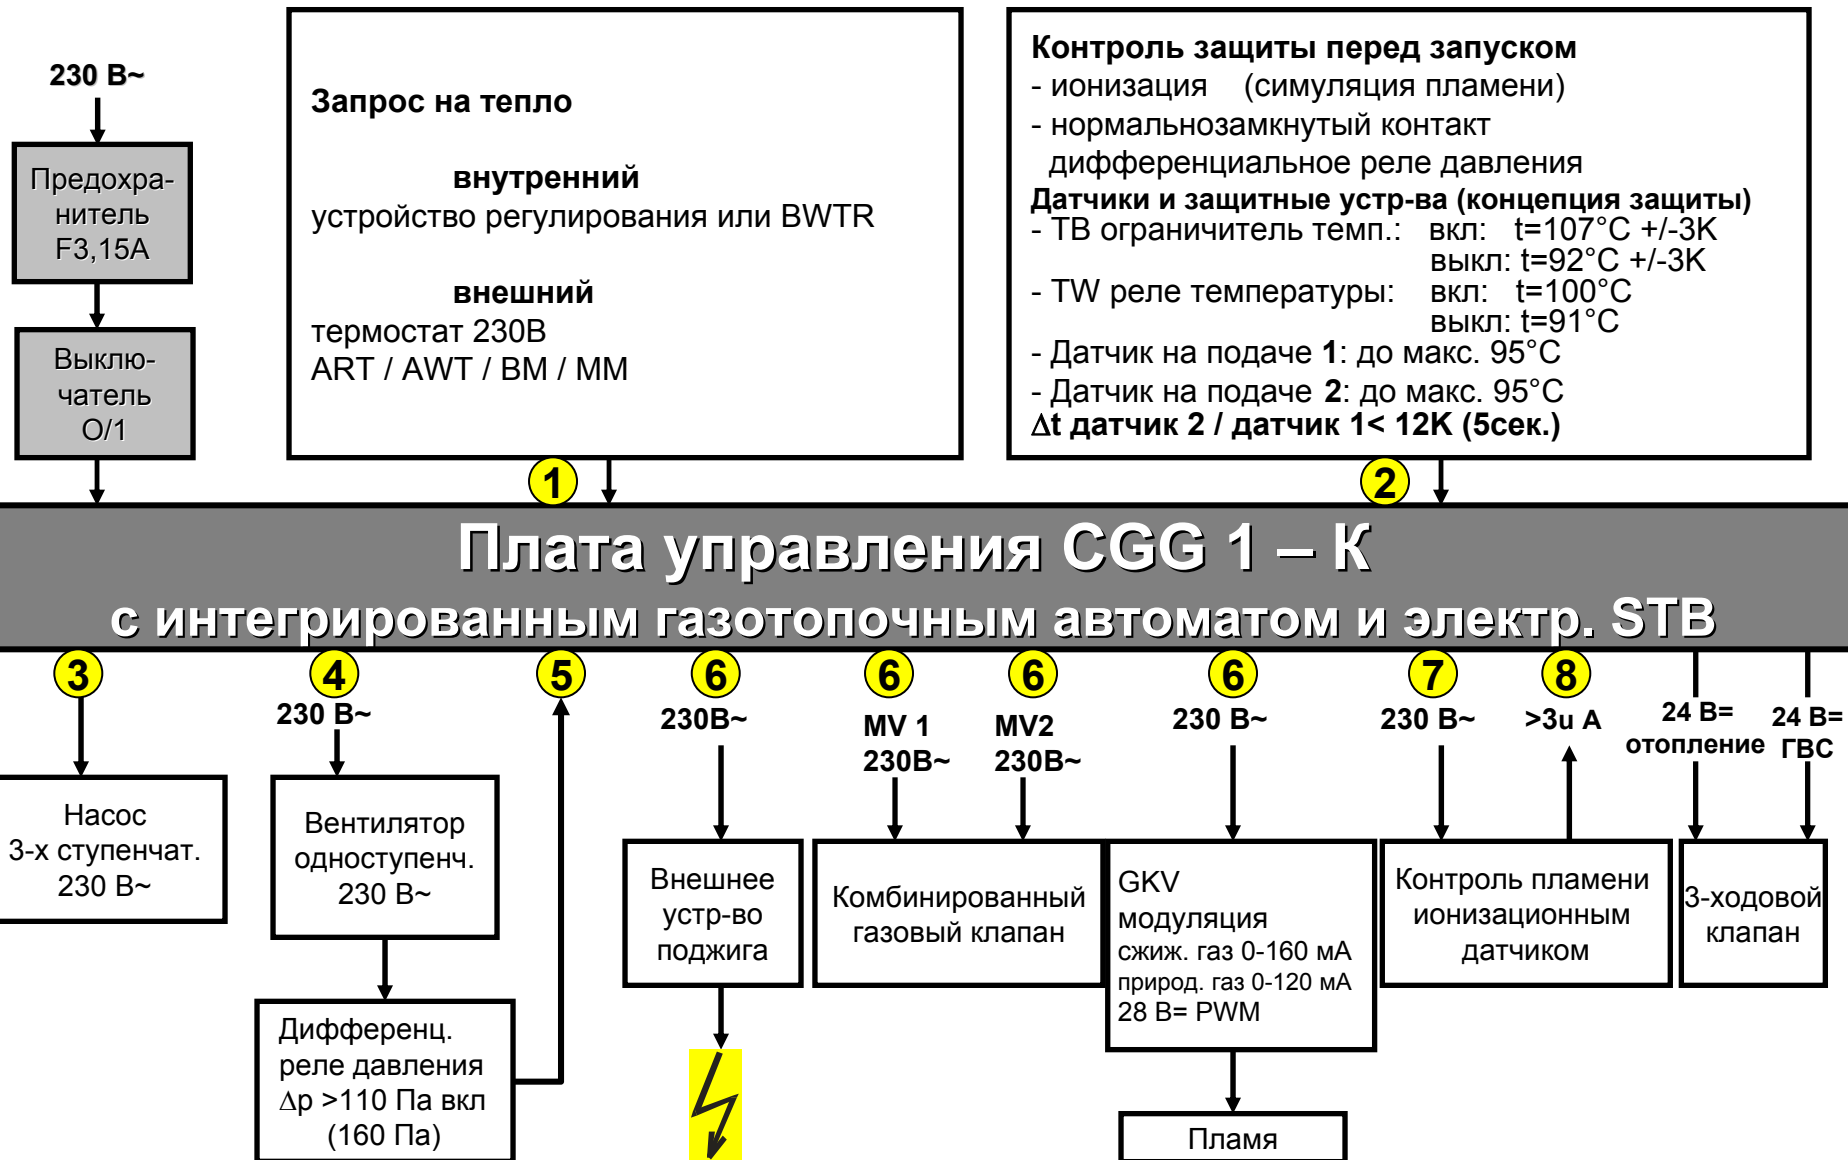 230 В~
Предохра-
нитель
F3,15A
Выклю-
чатель
O/1
Запрос на тепло
внутренний
устройство регулирования или BWTR
внешний
термостат 230В
ART / AWT / BM / MM
Контроль защиты перед запуском
- ионизация (симуляция пламени)
- нормальнозамкнутый контакт
дифференциальное реле давления
Датчики и защитные устр-ва (концепция защиты)
- TB ограничитель темп.: вкл: t=107°C +/-3K
выкл: t=92°C +/-3K
- TW реле температуры: вкл: t=100°C
выкл: t=91°C
- Датчик на подаче 1: до макс. 95°C
- Датчик на подаче 2: до макс. 95°C
Δt датчик 2 / датчик 1< 12K (5сек.)
1
2
Плата управления CGG 1 – К
с интегрированным газотопочным автоматом и электр. STB
3
4
5
6
6
6
6
7
8
230 В~
230В~
MV 1
230В~
MV2
230В~
230 В~
230 В~
>3u A
24 В=
отопление
24 В=
ГВС
Насос
3-х ступенчат.
230 В~
Вентилятор
одноступенч.
230 В~
Внешнее
устр-во
поджига
Комбинированный
газовый клапан
GKV
модуляция
сжиж. газ 0-160 мА
природ. газ 0-120 мА
28 В= PWM
Контроль пламени
ионизационным
датчиком
3-ходовой
клапан
Дифференц.
реле давления
Δp >110 Па вкл
(160 Па)
Пламя